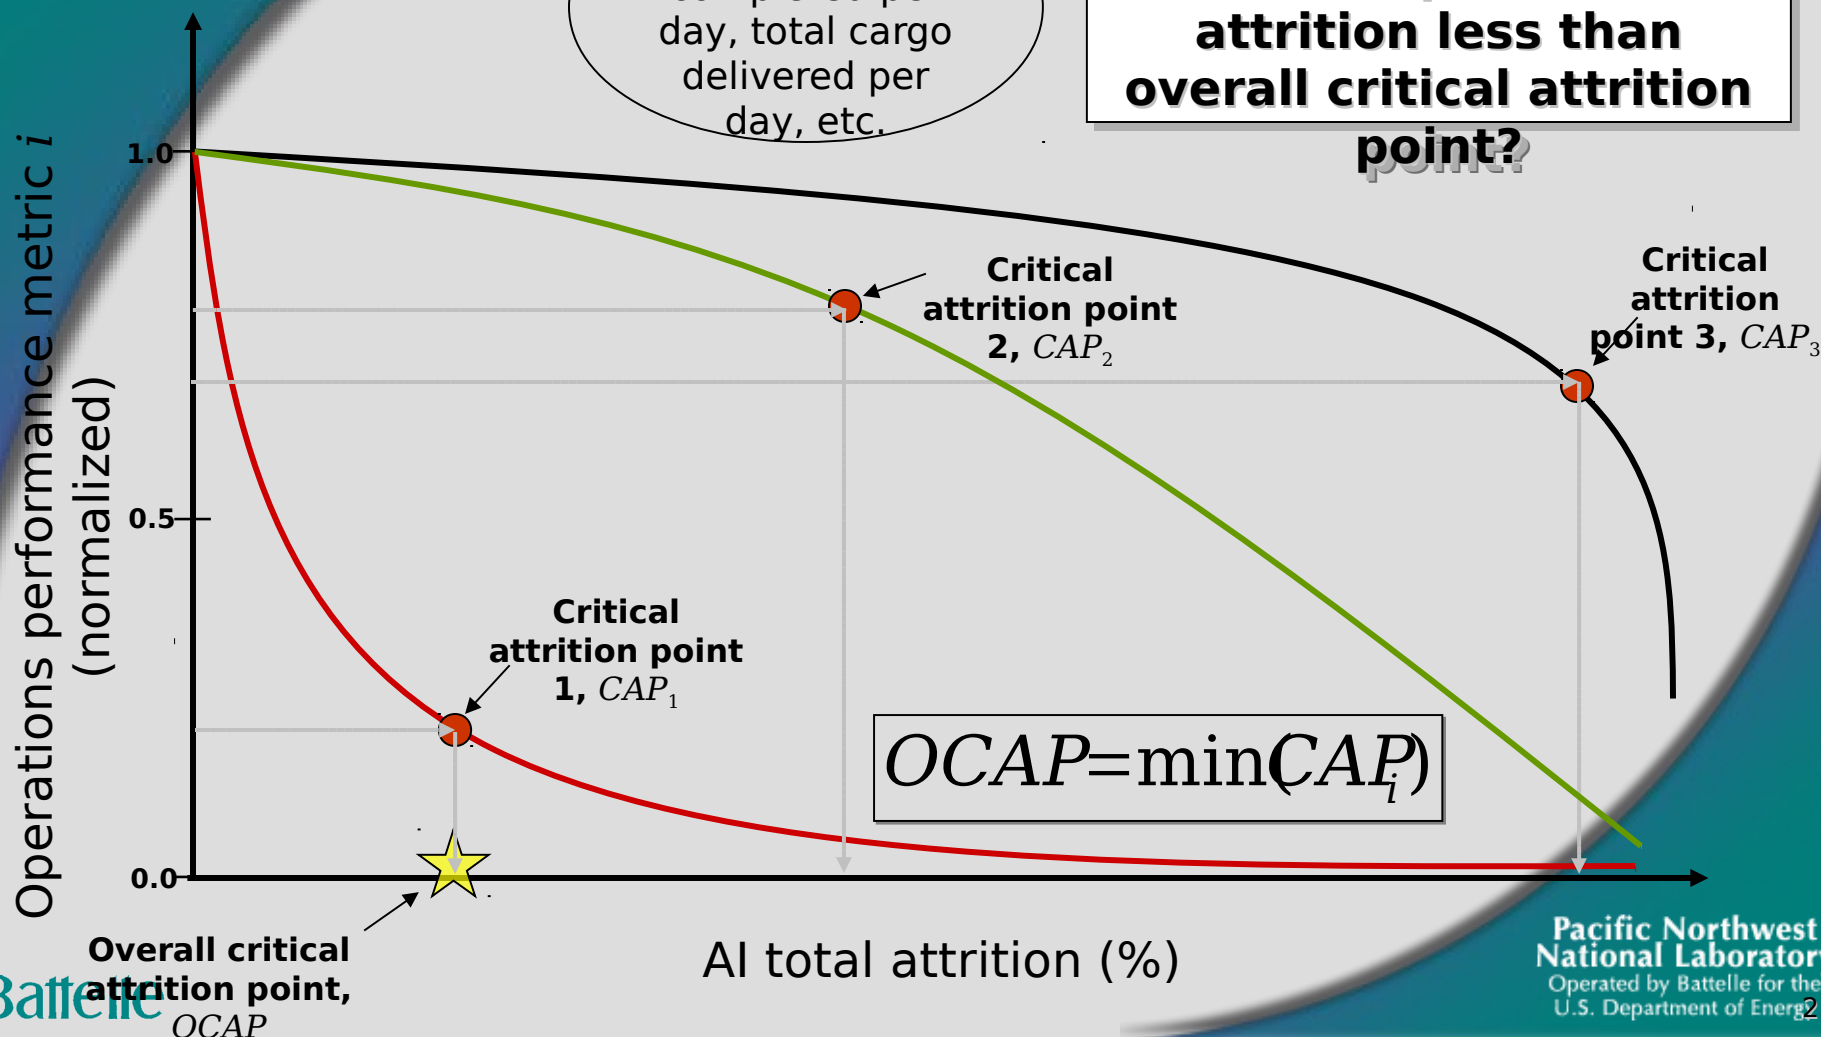 day, total cargo
delivered per
day, etc.
attrition less than
overall critical attrition
point?
Operations performance metric i
(normalized)
1.0
0.5
0.0
Critical
attrition point
2, CAP2
Critical
attrition
point 3, CAP3
Critical
attrition point
1, CAP1
OCAP=min(CAPi)
Overall critical
attrition point,
OCAP
AI total attrition (%)
Battelle
Pacific Northwest
National Laboratory
Operated by Battelle for the
U.S. Department of Energy
2